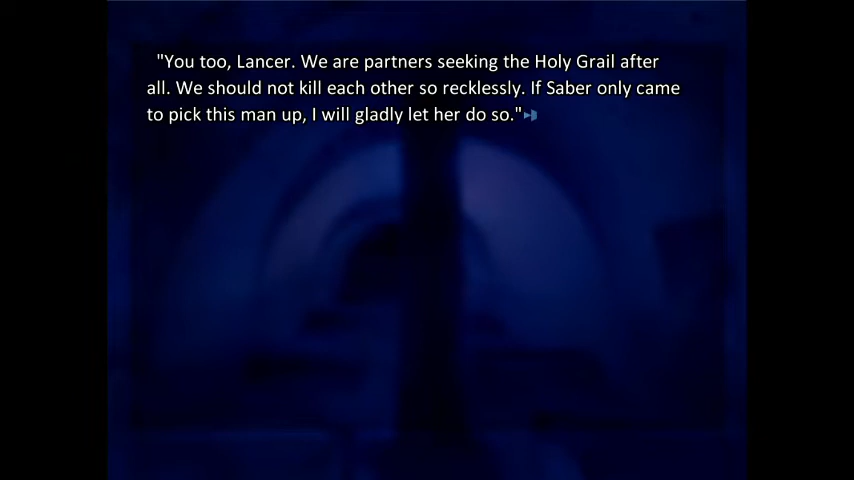 "You too, Lancer. We are partners seeking the Holy Grail after
all. We should not kill each other so recklessly. If Saber only came
to pick this man up, I will gladly let her do so."